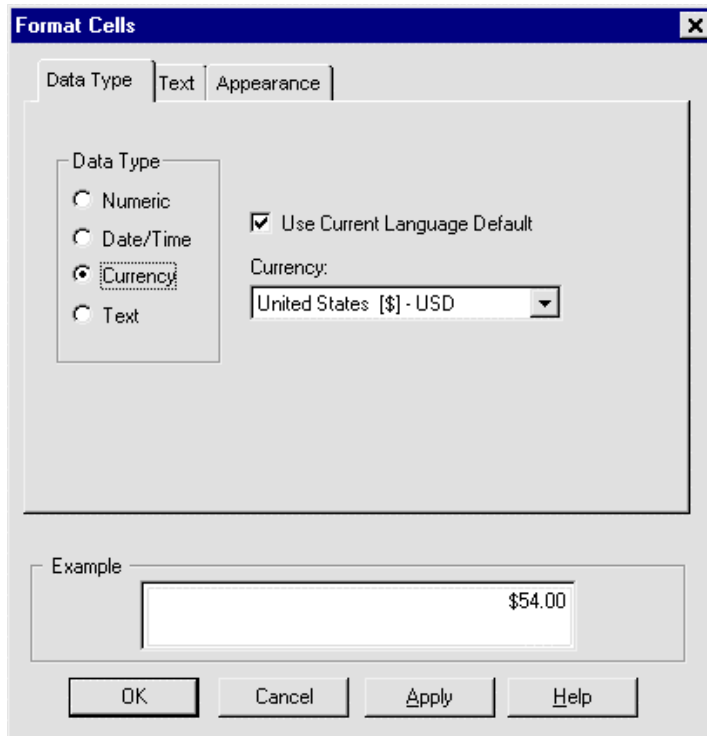 Format Cells
Data Type Text Appearance
Data Type
Numeric
Date/Time
Currency
Text
Use Current Language Default
Currency:
United States [$] - USD
Example
$54.00
OK Cancel Apply Help